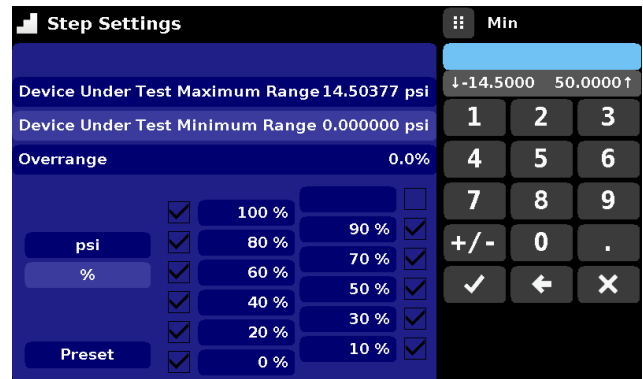 Step Settings
Min
↓-14.5000 50.0000↑
Device Under Test Maximum Range 14.50377 psi
Device Under Test Minimum Range 0.000000 psi
Overrange 0.0%
psi
%
Preset
100 %
80 %
60 %
40 %
20 %
0 %
90 %
70 %
50 %
30 %
10 %
1 2 3
4 5 6
7 8 9
+/- 0 .